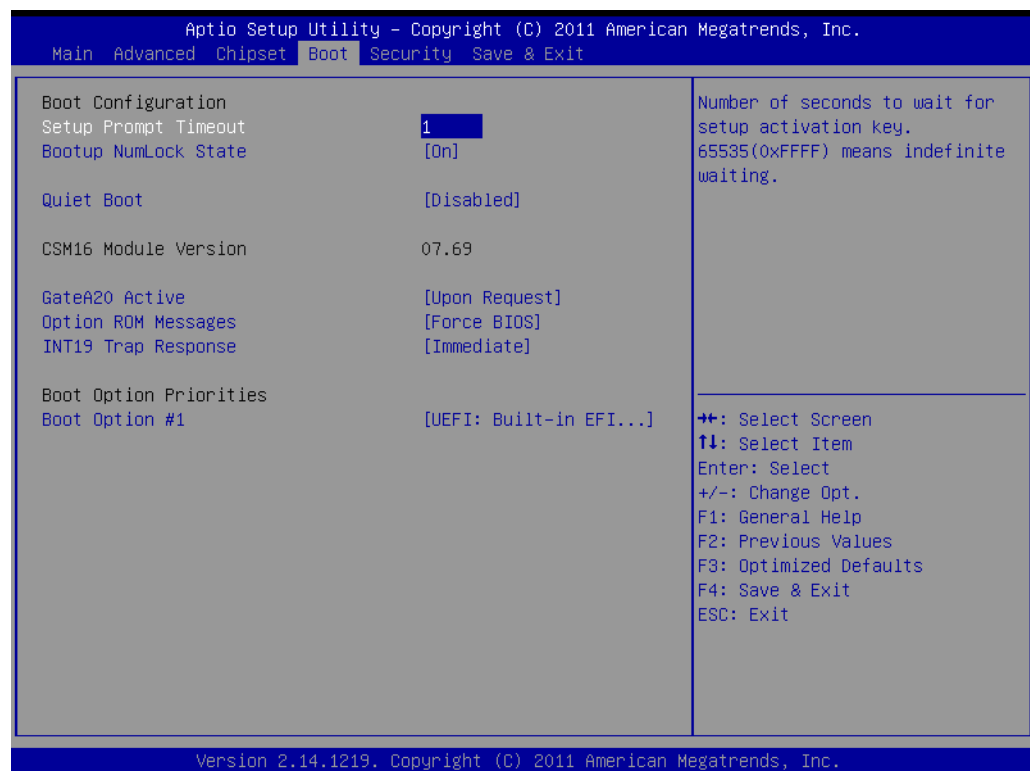 Aptio Setup Utility – Copyright (C) 2011 American Megatrends, Inc.
Main Advanced Chipset Boot Security Save & Exit
Boot Configuration
Setup Prompt Timeout 1
Bootup NumLock State [On]
Quiet Boot [Disabled]
CSM16 Module Version 07.69
GateA20 Active [Upon Request]
Option ROM Messages [Force BIOS]
INT19 Trap Response [Immediate]
Boot Option Priorities
Boot Option #1 [UEFI: Built-in EFI...]
Number of seconds to wait for
setup activation key.
65535(0xFFFF) means indefinite
waiting.
→←: Select Screen
↑↓: Select Item
Enter: Select
+/-: Change Opt.
F1: General Help
F2: Previous Values
F3: Optimized Defaults
F4: Save & Exit
ESC: Exit
Version 2.14.1219. Copyright (C) 2011 American Megatrends, Inc.